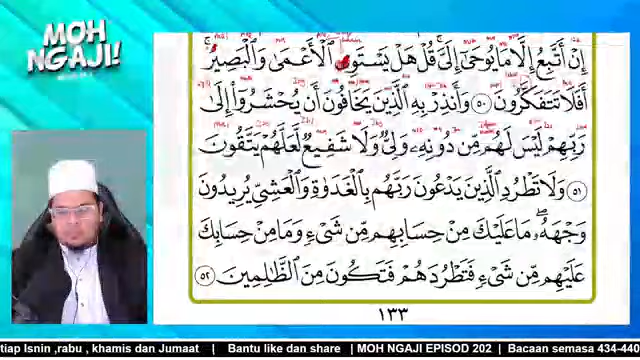 MOH
NGAJI!
إِنْ أَتَّبِعُ إِلَّا مَا يُوحَىٰٓ إِلَىَّۚ قُلْ هَلْ يَسْتَوِى ٱلْأَعْمَىٰ وَٱلْبَصِيرُۚ
أَفَلَا تَتَفَكَّرُونَ ٥٠ وَأَنذِرْ بِهِ ٱلَّذِينَ يَخَافُونَ أَن يُحْشَرُوٓا۟ إِلَىٰ
رَبِّهِمْ لَيْسَ لَهُم مِّن دُونِهِۦ وَلِىٌّ وَلَا شَفِيعٌ لَّعَلَّهُمْ يَتَّقُونَ
٥١ وَلَا تَطْرُدِ ٱلَّذِينَ يَدْعُونَ رَبَّهُم بِٱلْغَدَوٰةِ وَٱلْعَشِىِّ يُرِيدُونَ
وَجْهَهُۥۖ مَا عَلَيْكَ مِنْ حِسَابِهِم مِّن شَىْءٍ وَمَا مِنْ حِسَابِكَ
عَلَيْهِم مِّن شَىْءٍ فَتَطْرُدَهُمْ فَتَكُونَ مِنَ ٱلظَّٰلِمِينَ ٥٢
١٣٣
tiap Isnin ,rabu , khamis dan Jumaat | Bantu like dan share | MOH NGAJI EPISOD 202 | Bacaan semasa 434-440